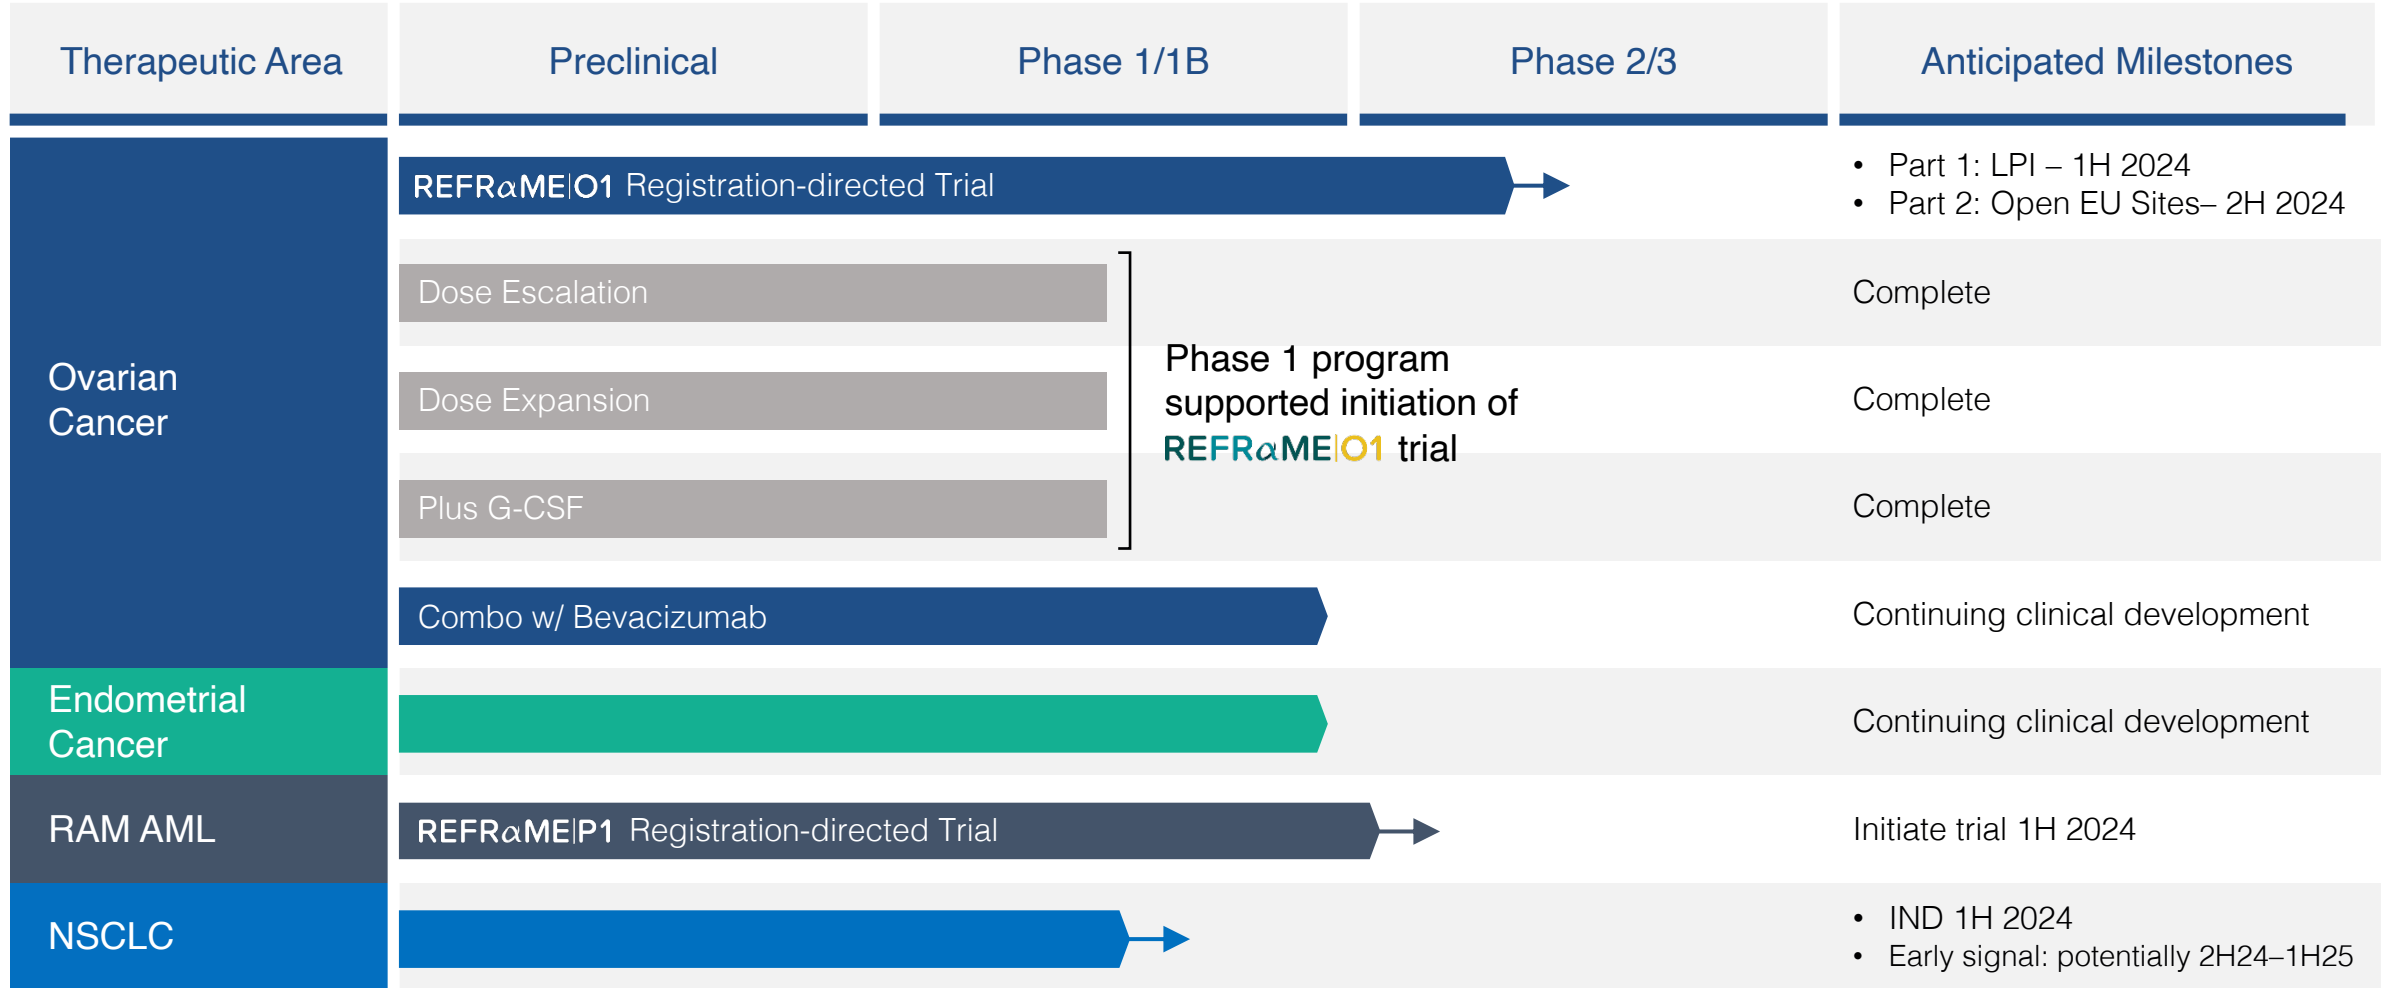 Therapeutic Area
Preclinical
Phase 1/1B
Phase 2/3
Anticipated Milestones
Ovarian
Cancer
REFRαME|O1 Registration-directed Trial
• Part 1: LPI – 1H 2024
• Part 2: Open EU Sites– 2H 2024
Dose Escalation
Complete
Dose Expansion
Complete
Plus G-CSF
Complete
Phase 1 program
supported initiation of
REFRαME|O1 trial
Combo w/ Bevacizumab
Continuing clinical development
Endometrial
Cancer
Continuing clinical development
RAM AML
REFRαME|P1 Registration-directed Trial
Initiate trial 1H 2024
NSCLC
• IND 1H 2024
• Early signal: potentially 2H24–1H25